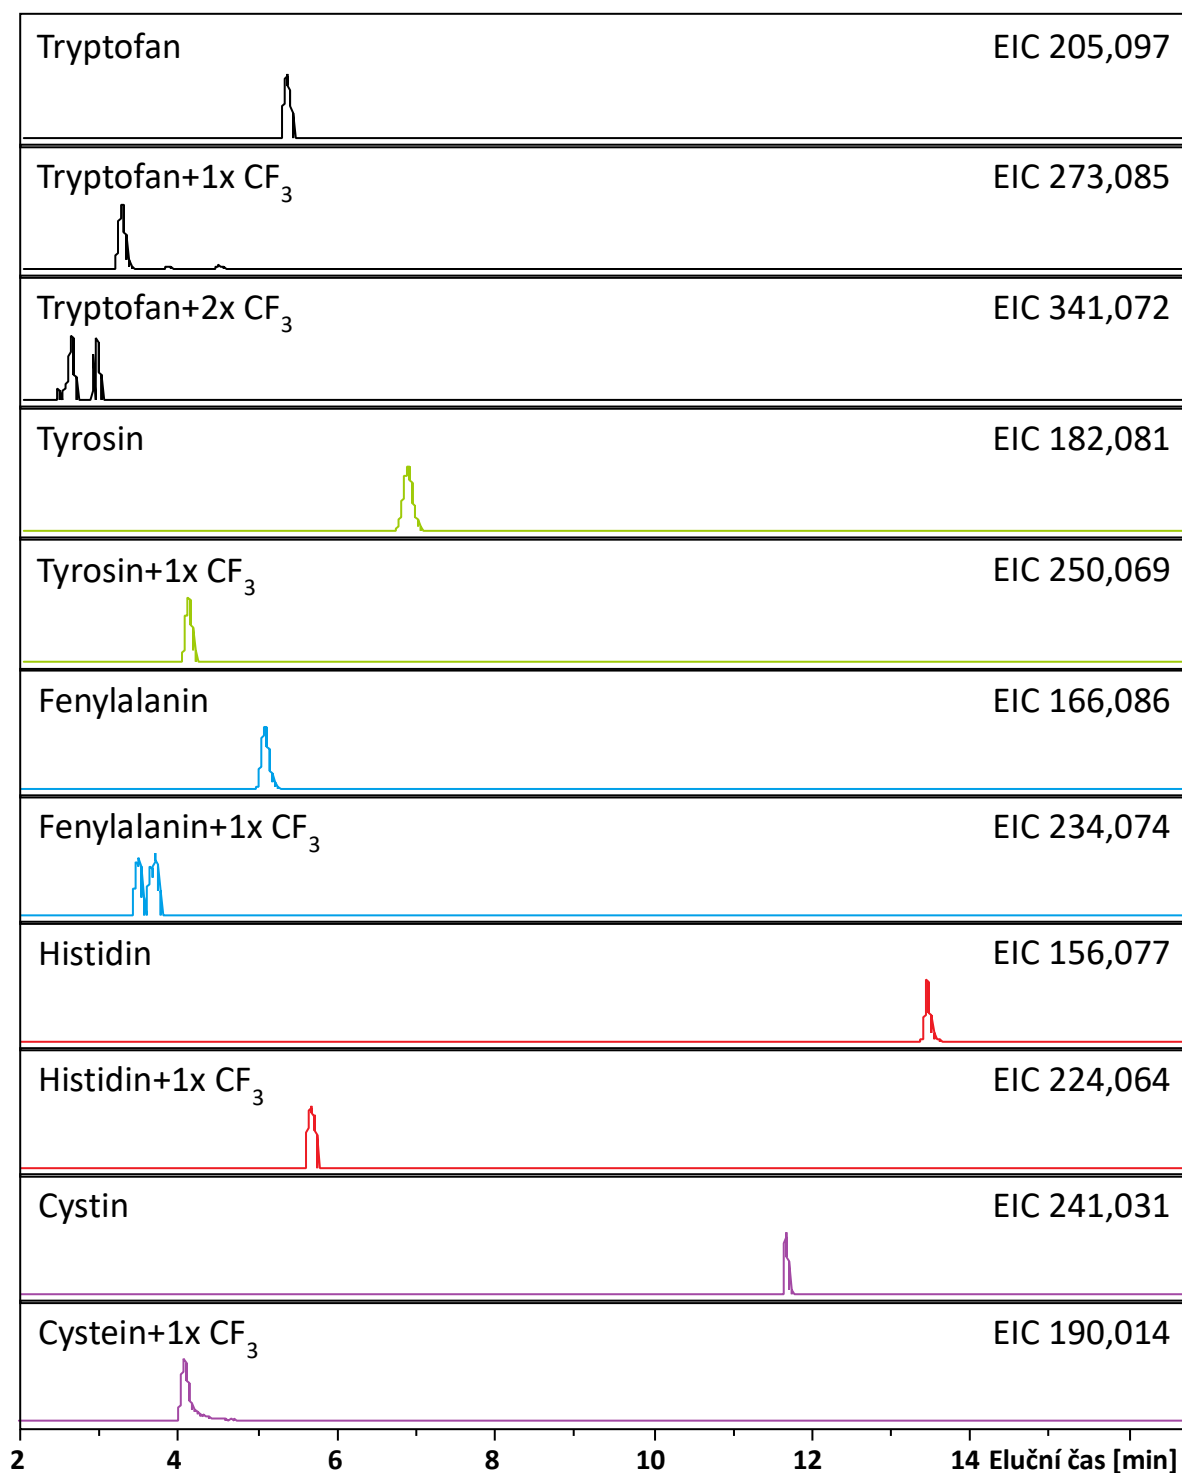 Tryptofan EIC 205,097
Tryptofan+1x CF₃ EIC 273,085
Tryptofan+2x CF₃ EIC 341,072
Tyrosin EIC 182,081
Tyrosin+1x CF₃ EIC 250,069
Fenylalanin EIC 166,086
Fenylalanin+1x CF₃ EIC 234,074
Histidin EIC 156,077
Histidin+1x CF₃ EIC 224,064
Cystin EIC 241,031
Cystein+1x CF₃ EIC 190,014
2 4 6 8 10 12 14 Eluční čas [min]